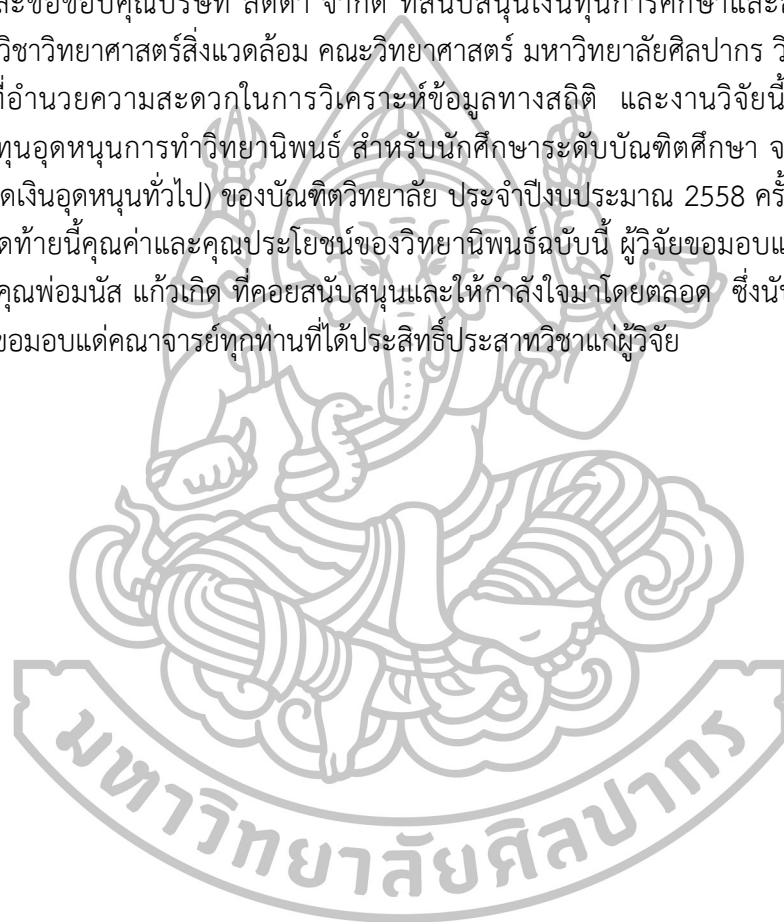 ละขอขอบคุณบริษัท ลัดดา จำกัด ที่สนับสนุนเงินทุนการศึกษาและ
วิชาวิทยาศาสตร์สิ่งแวดล้อม คณะวิทยาศาสตร์ มหาวิทยาลัยศิลปากร วิ
ที่อำนวยความสะดวกในการวิเคราะห์ข้อมูลทางสถิติ และงานวิจัยนี้
ทุนอุดหนุนการทำวิทยานิพนธ์ สำหรับนักศึกษาระดับบัณฑิตศึกษา จ
ดเงินอุดหนุนทั่วไป) ของบัณฑิตวิทยาลัย ประจำปีงบประมาณ 2558 ครั้
ดท้ายนี้คุณค่าและคุณประโยชน์ของวิทยานิพนธ์ฉบับนี้ ผู้วิจัยขอมอบแ
คุณพ่อมนัส แก้วเกิด ที่คอยสนับสนุนและให้กำลังใจมาโดยตลอด ซึ่งนั
ขอมอบแด่คณาจารย์ทุกท่านที่ได้ประสิทธิ์ประสาทวิชาแก่ผู้วิจัย
มหาวิทยาลัยศิลปากร